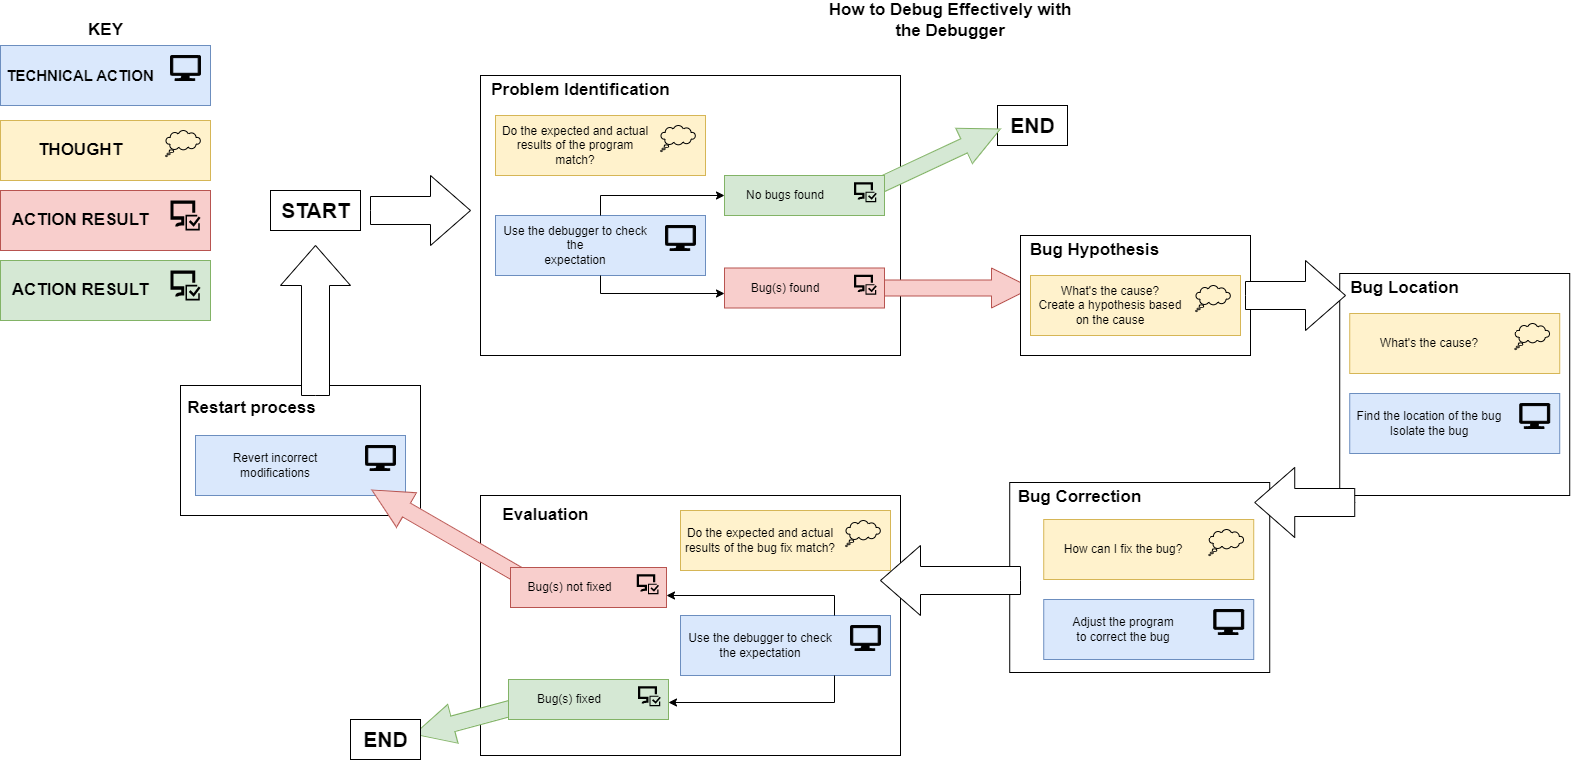 How to Debug Effectively with
the Debugger
KEY
TECHNICAL ACTION
THOUGHT
ACTION RESULT
ACTION RESULT
START
Problem Identification
Do the expected and actual
results of the program
match?
Use the debugger to check
the
expectation
No bugs found
Bug(s) found
END
Bug Hypothesis
What's the cause?
Create a hypothesis based
on the cause
Bug Location
What's the cause?
Find the location of the bug
Isolate the bug
Bug Correction
How can I fix the bug?
Adjust the program
to correct the bug
Evaluation
Do the expected and actual
results of the bug fix match?
Use the debugger to check
the expectation
Bug(s) not fixed
Bug(s) fixed
END
Restart process
Revert incorrect
modifications